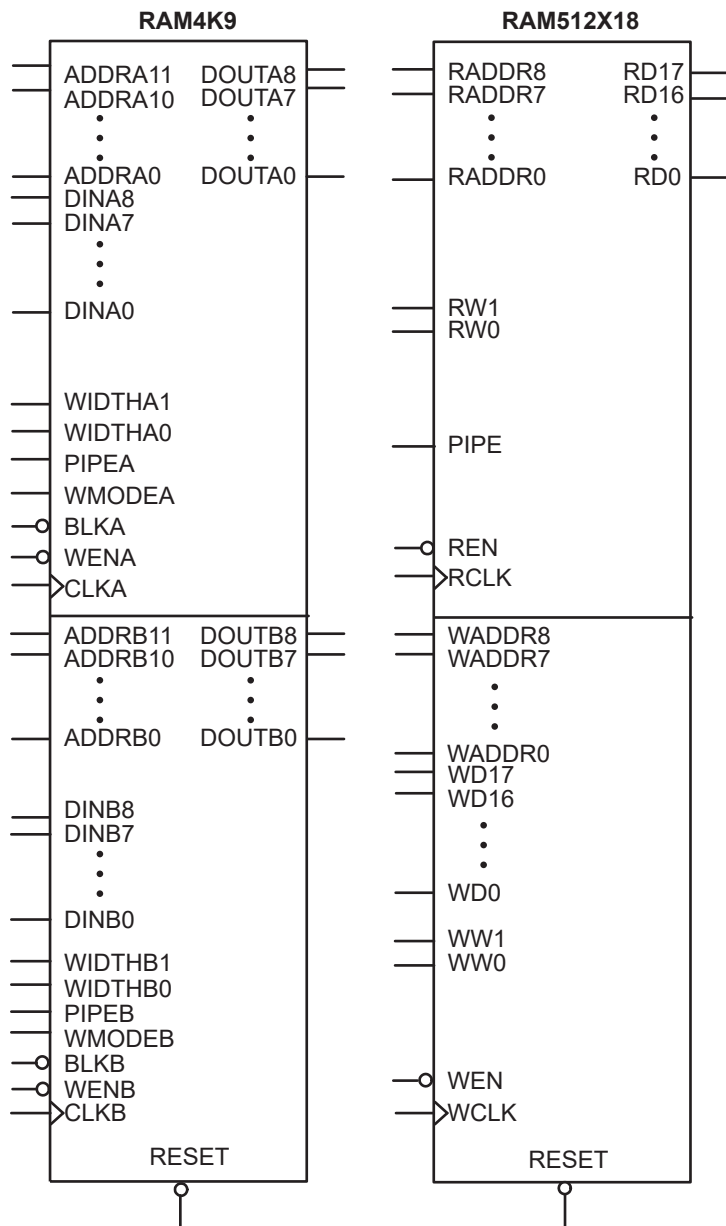 RAM4K9
ADDRA11 DOUTA8
ADDRA10 DOUTA7
ADDRA0 DOUTA0
DINA8
DINA7
DINA0
WIDTHA1
WIDTHA0
PIPEA
WMODEA
BLKA
WENA
CLKA
ADDRB11 DOUTB8
ADDRB10 DOUTB7
ADDRB0 DOUTB0
DINB8
DINB7
DINB0
WIDTHB1
WIDTHB0
PIPEB
WMODEB
BLKB
WENB
CLKB
RESET
RAM512X18
RADDR8 RD17
RADDR7 RD16
RADDR0 RD0
RW1
RW0
PIPE
REN
RCLK
WADDR8
WADDR7
WADDR0
WD17
WD16
WD0
WW1
WW0
WEN
WCLK
RESET